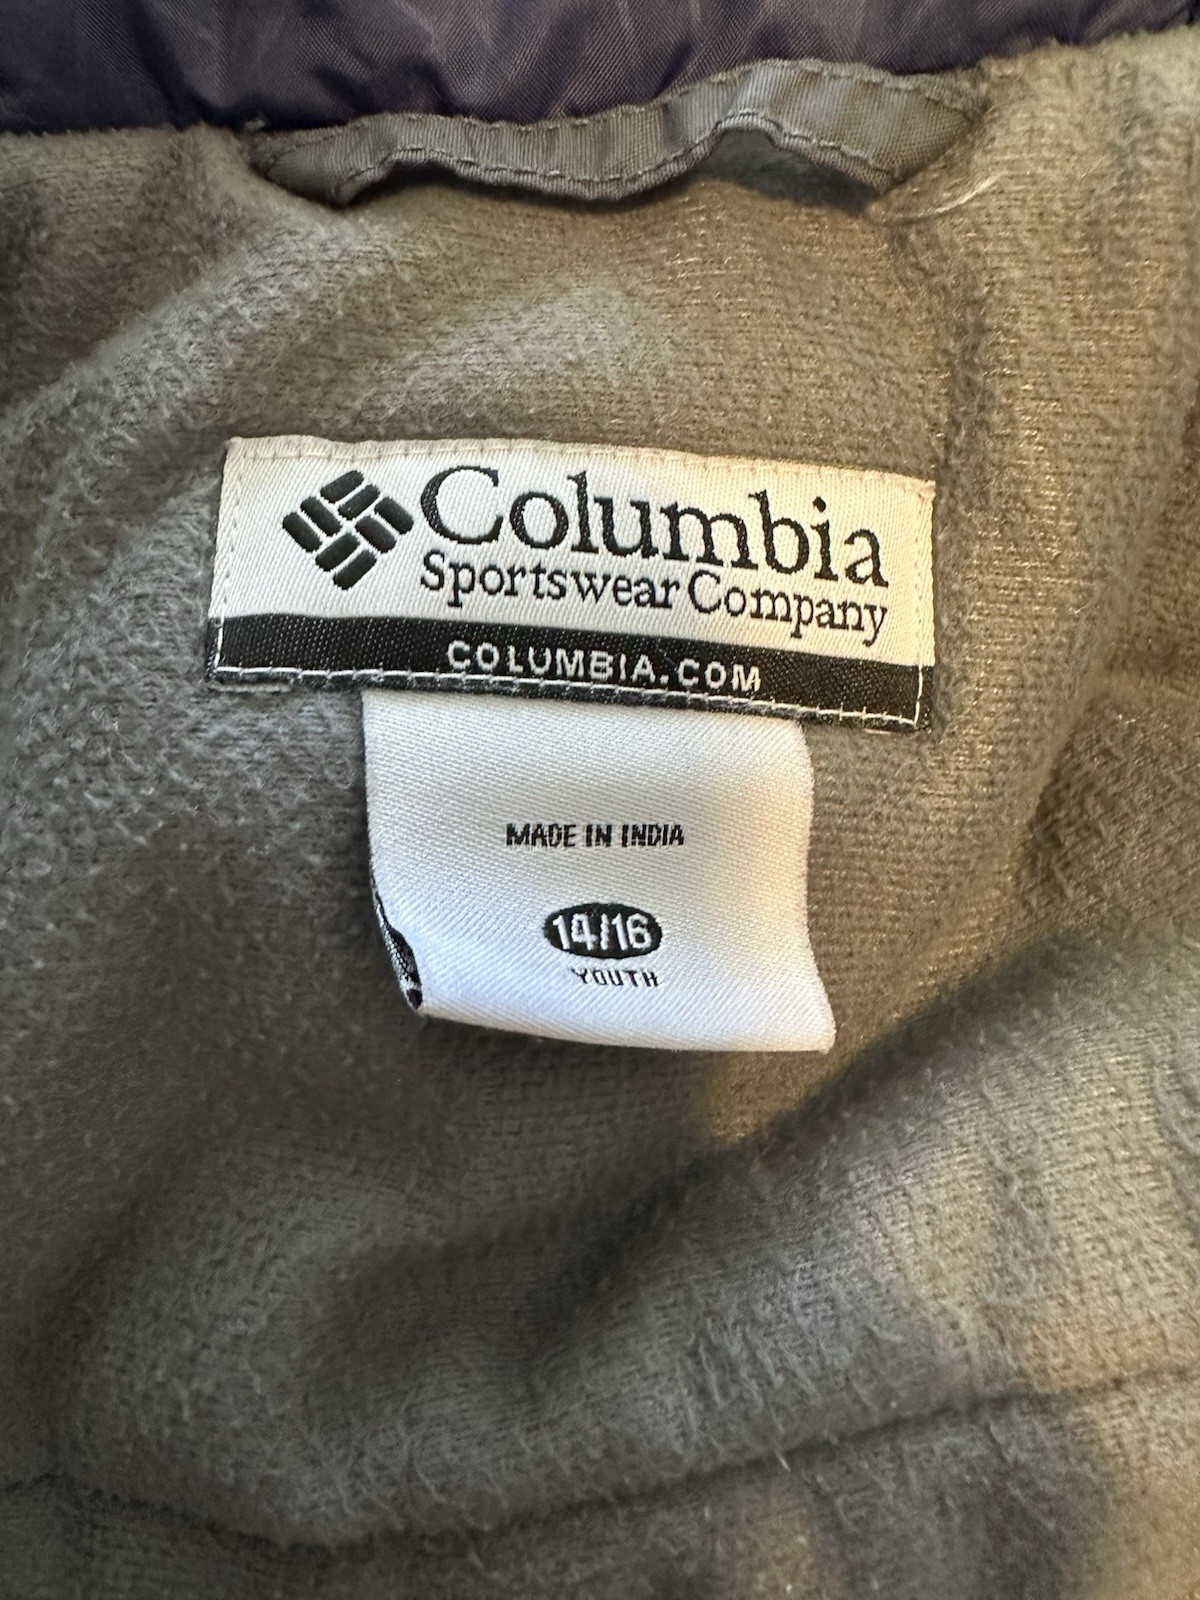 Columbia
Sportswear Company
COLUMBIA.COM
MADE IN INDIA
14/16
YOUTH